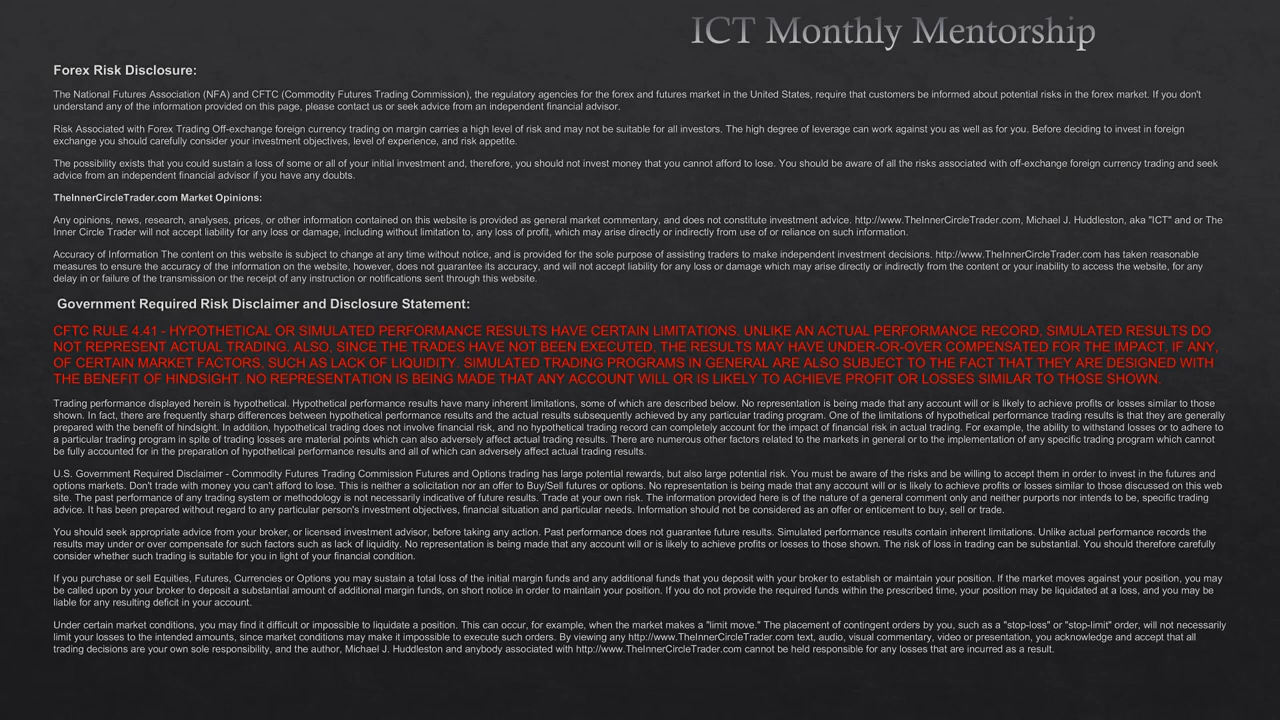 ICT Monthly Mentorship
Forex Risk Disclosure:
The National Futures Association (NFA) and CFTC (Commodity Futures Trading Commission), the regulatory agencies for the forex and futures market in the United States, require that customers be informed about potential risks in the forex market. If you don't
understand any of the information provided on this page, please contact us or seek advice from an independent financial advisor.
Risk Associated with Forex Trading Off-exchange foreign currency trading on margin carries a high level of risk and may not be suitable for all investors. The high degree of leverage can work against you as well as for you. Before deciding to invest in foreign
exchange you should carefully consider your investment objectives, level of experience, and risk appetite.
The possibility exists that you could sustain a loss of some or all of your initial investment and, therefore, you should not invest money that you cannot afford to lose. You should be aware of all the risks associated with off-exchange foreign currency trading and seek
advice from an independent financial advisor if you have any doubts.
TheInnerCircleTrader.com Market Opinions:
Any opinions, news, research, analyses, prices, or other information contained on this website is provided as general market commentary, and does not constitute investment advice. http://www.TheInnerCircleTrader.com, Michael J. Huddleston, aka "ICT" and or The
Inner Circle Trader will not accept liability for any loss or damage, including without limitation to, any loss of profit, which may arise directly or indirectly from use of or reliance on such information.
Accuracy of Information The content on this website is subject to change at any time without notice, and is provided for the sole purpose of assisting traders to make independent investment decisions. http://www.TheInnerCircleTrader.com has taken reasonable
measures to ensure the accuracy of the information on the website, however, does not guarantee its accuracy, and will not accept liability for any loss or damage which may arise directly or indirectly from the content or your inability to access the website, for any
delay in or failure of the transmission or the receipt of any instruction or notifications sent through this website.
Government Required Risk Disclaimer and Disclosure Statement:
CFTC RULE 4.41 - HYPOTHETICAL OR SIMULATED PERFORMANCE RESULTS HAVE CERTAIN LIMITATIONS. UNLIKE AN ACTUAL PERFORMANCE RECORD, SIMULATED RESULTS DO
NOT REPRESENT ACTUAL TRADING. ALSO, SINCE THE TRADES HAVE NOT BEEN EXECUTED, THE RESULTS MAY HAVE UNDER-OR-OVER COMPENSATED FOR THE IMPACT, IF ANY,
OF CERTAIN MARKET FACTORS, SUCH AS LACK OF LIQUIDITY. SIMULATED TRADING PROGRAMS IN GENERAL ARE ALSO SUBJECT TO THE FACT THAT THEY ARE DESIGNED WITH
THE BENEFIT OF HINDSIGHT. NO REPRESENTATION IS BEING MADE THAT ANY ACCOUNT WILL OR IS LIKELY TO ACHIEVE PROFIT OR LOSSES SIMILAR TO THOSE SHOWN.
Trading performance displayed herein is hypothetical. Hypothetical performance results have many inherent limitations, some of which are described below. No representation is being made that any account will or is likely to achieve profits or losses similar to those
shown. In fact, there are frequently sharp differences between hypothetical performance results and the actual results subsequently achieved by any particular trading program. One of the limitations of hypothetical performance trading results is that they are generally
prepared with the benefit of hindsight. In addition, hypothetical trading does not involve financial risk, and no hypothetical trading record can completely account for the impact of financial risk in actual trading. For example, the ability to withstand losses or to adhere to
a particular trading program in spite of trading losses are material points which can also adversely affect actual trading results. There are numerous other factors related to the markets in general or to the implementation of any specific trading program which cannot
be fully accounted for in the preparation of hypothetical performance results and all of which can adversely affect actual trading results.
U.S. Government Required Disclaimer - Commodity Futures Trading Commission Futures and Options trading has large potential rewards, but also large potential risk. You must be aware of the risks and be willing to accept them in order to invest in the futures and
options markets. Don't trade with money you can't afford to lose. This is neither a solicitation nor an offer to Buy/Sell futures or options. No representation is being made that any account will or is likely to achieve profits or losses similar to those discussed on this web
site. The past performance of any trading system or methodology is not necessarily indicative of future results. Trade at your own risk. The information provided here is of the nature of a general comment only and neither purports nor intends to be, specific trading
advice. It has been prepared without regard to any particular person's investment objectives, financial situation and particular needs. Information should not be considered as an offer or enticement to buy, sell or trade.
You should seek appropriate advice from your broker, or licensed investment advisor, before taking any action. Past performance does not guarantee future results. Simulated performance results contain inherent limitations. Unlike actual performance records the
results may under or over compensate for such factors such as lack of liquidity. No representation is being made that any account will or is likely to achieve profits or losses to those shown. The risk of loss in trading can be substantial. You should therefore carefully
consider whether such trading is suitable for you in light of your financial condition.
If you purchase or sell Equities, Futures, Currencies or Options you may sustain a total loss of the initial margin funds and any additional funds that you deposit with your broker to establish or maintain your position. If the market moves against your position, you may
be called upon by your broker to deposit a substantial amount of additional margin funds, on short notice in order to maintain your position. If you do not provide the required funds within the prescribed time, your position may be liquidated at a loss, and you may be
liable for any resulting deficit in your account.
Under certain market conditions, you may find it difficult or impossible to liquidate a position. This can occur, for example, when the market makes a "limit move." The placement of contingent orders by you, such as a "stop-loss" or "stop-limit" order, will not necessarily
limit your losses to the intended amounts, since market conditions may make it impossible to execute such orders. By viewing any http://www.TheInnerCircleTrader.com text, audio, visual commentary, video or presentation, you acknowledge and accept that all
trading decisions are your own sole responsibility, and the author, Michael J. Huddleston and anybody associated with http://www.TheInnerCircleTrader.com cannot be held responsible for any losses that are incurred as a result.